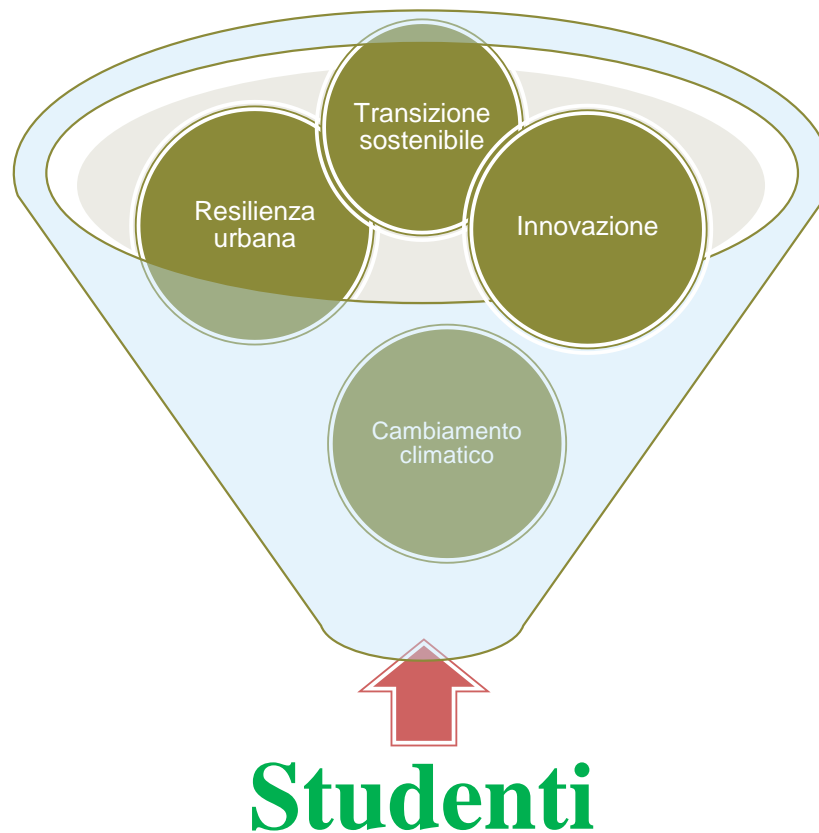 Transizione
sostenibile
Resilienza
urbana
Innovazione
Cambiamento
climatico
Studenti